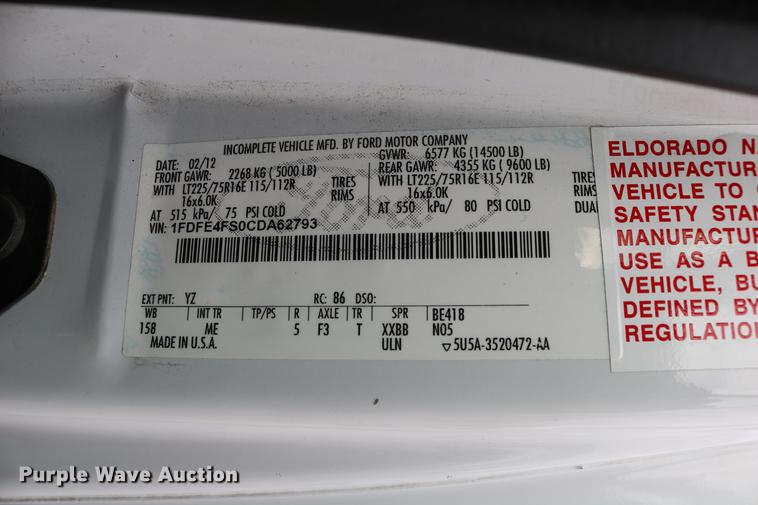 INCOMPLETE VEHICLE MFD. BY FORD MOTOR COMPANY
DATE: 02/12 GVWR: 6577 KG (14500 LB)
FRONT GAWR: 2268 KG ( 5000 LB) REAR GAWR: 4355 KG ( 9600 LB)
WITH LT225/75R16E 115/112R TIRES WITH LT225/75R16E 115/112R TIRES
16x6.0K RIMS 16x6.0K RIMS
AT 515 kPa/ 75 PSI COLD AT 550 kPa/ 80 PSI COLD DUAL
VIN: 1FDFE4FS0CDA62793
EXT PNT: YZ RC: 86 DSO:
WB INT TR TP/PS R AXLE TR SPR BE418
158 ME 5 F3 T XXBB N05
MADE IN U.S.A. ULN ▽5U5A-3520472-AA
ELDORADO
MANUFACTUR
VEHICLE TO
SAFETY STAN
MANUFACTUR
USE AS A B
VEHICLE, BU
DEFINED BY
REGULATION
Purple Wave Auction